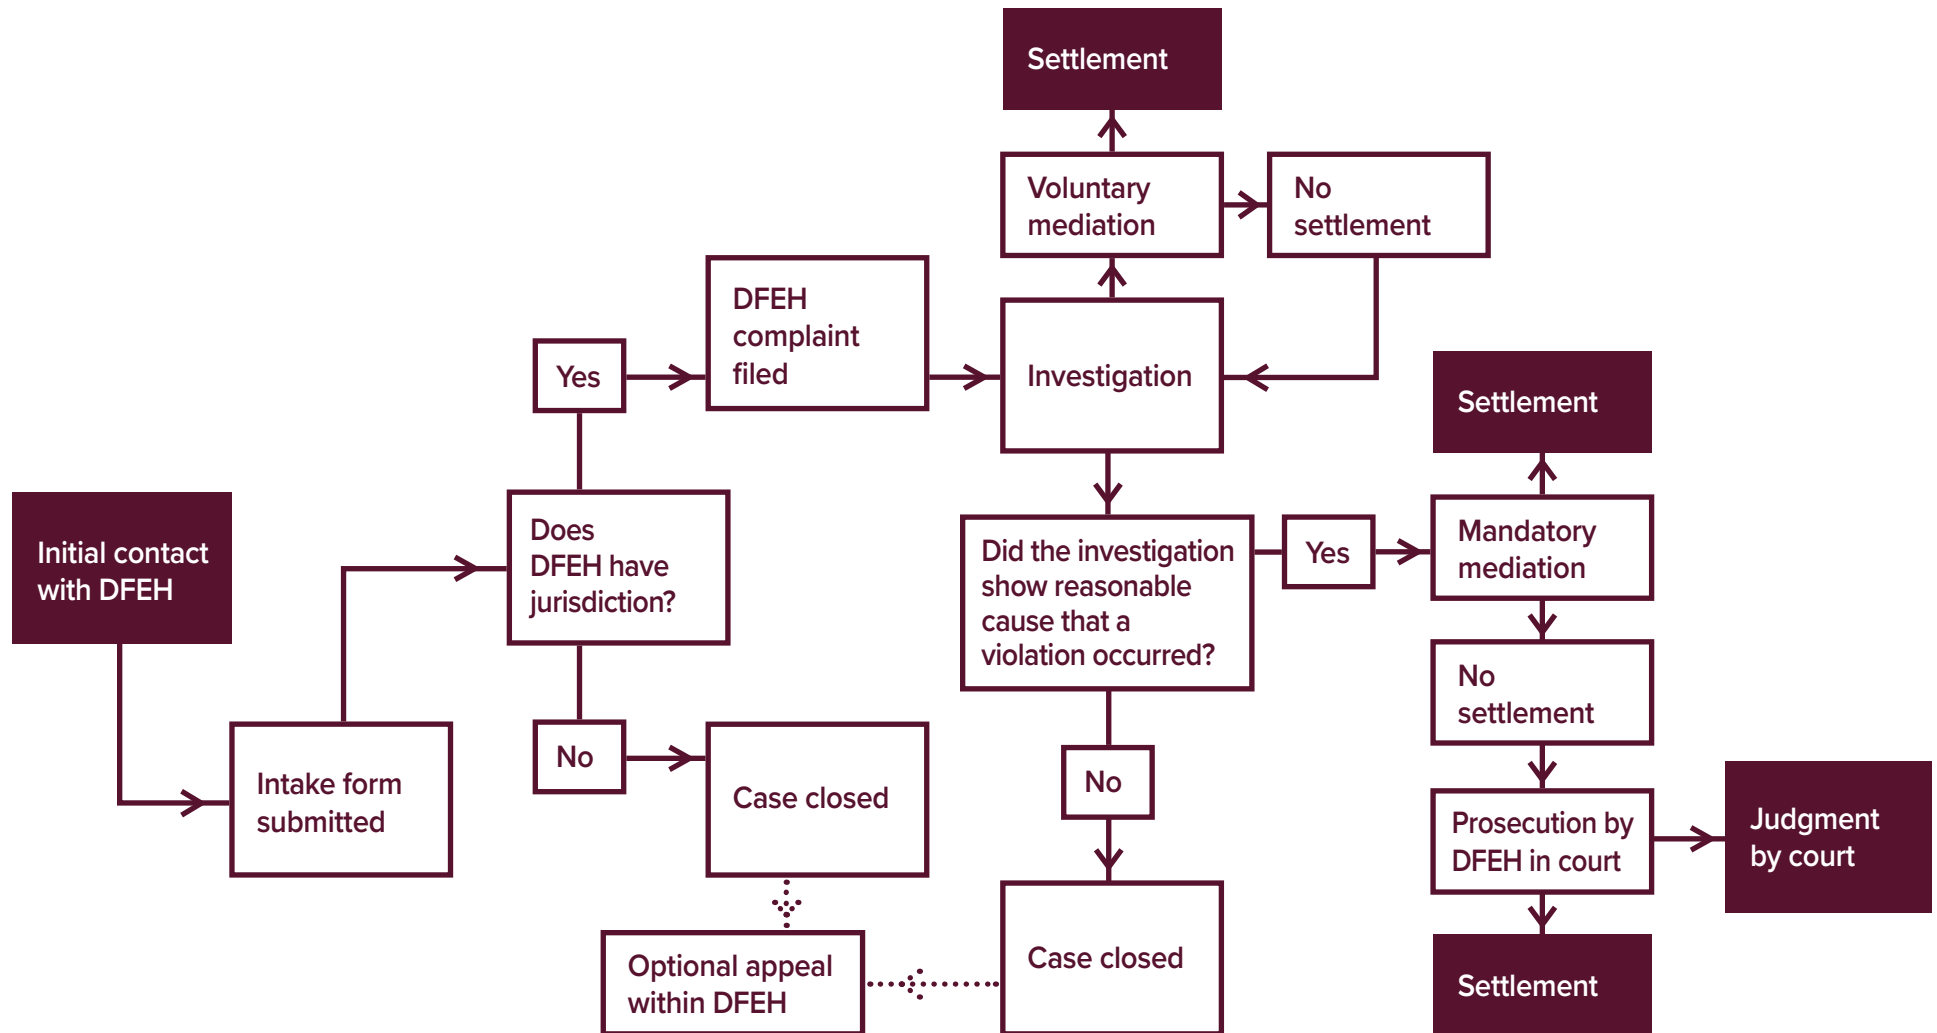 Settlement
Voluntary
mediation
No
settlement
DFEH
complaint
filed
Yes
Investigation
Settlement
Initial contact
with DFEH
Does
DFEH have
jurisdiction?
Did the investigation
show reasonable
cause that a
violation occurred?
Yes
Mandatory
mediation
No
settlement
Intake form
submitted
No
Case closed
No
Prosecution by
DFEH in court
Judgment
by court
Optional appeal
within DFEH
Case closed
Settlement